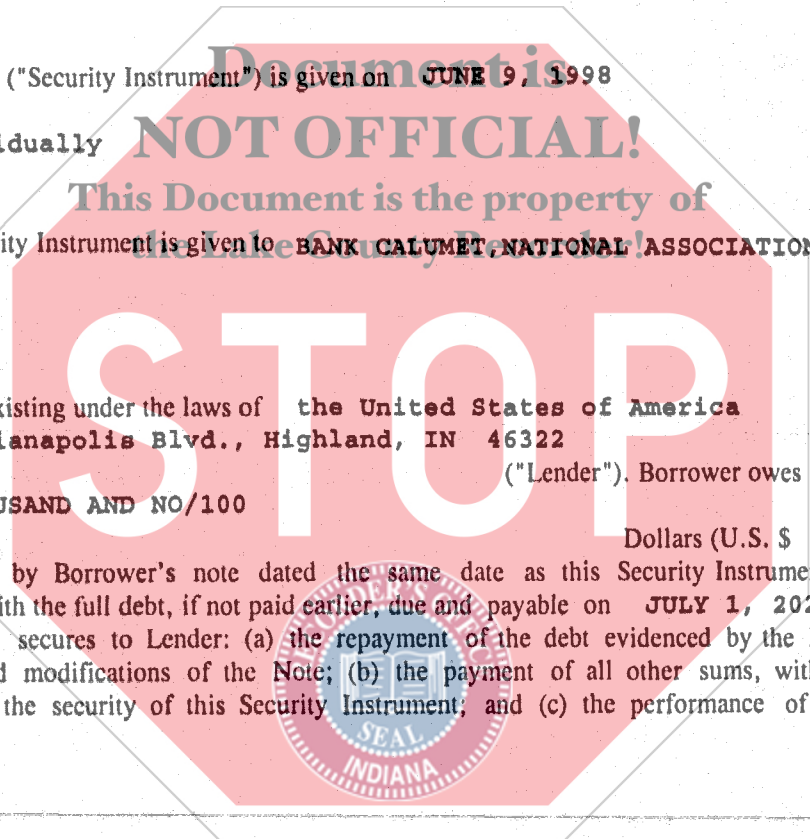 ("Security Instrument") is given on JUNE 9, 1998
Document is
idually
NOT OFFICIAL!
This Document is the property of
ity Instrument is given to BANK CALUMET,NATIONAL ASSOCIATION
the Lake County Recorder!
STOP
xisting under the laws of the United States of America
ianapolis Blvd., Highland, IN 46322
("Lender"). Borrower owes
USAND AND NO/100
Dollars (U.S. $
by Borrower's note dated the same date as this Security Instrume
ith the full debt, if not paid earlier, due and payable on JULY 1, 202
secures to Lender: (a) the repayment of the debt evidenced by the
d modifications of the Note; (b) the payment of all other sums, wit
the security of this Security Instrument; and (c) the performance of
SEAL
INDIANA